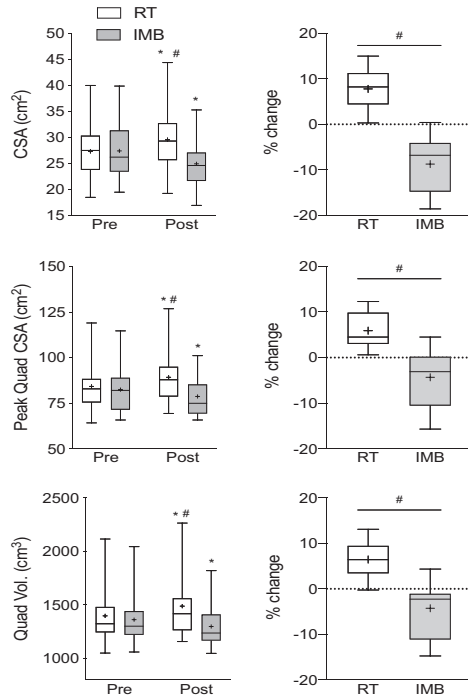 RT
IMB
CSA (cm²)
50
45
40
35
30
25
20
15
* #
*
Pre Post
% change
20
10
0
-10
-20
#
RT IMB
Peak Quad CSA (cm²)
150
125
100
75
50
* #
*
Pre Post
% change
20
10
0
-10
-20
#
RT IMB
Quad Vol. (cm³)
2500
2000
1500
1000
* #
*
Pre Post
% change
20
10
0
-10
-20
#
RT IMB